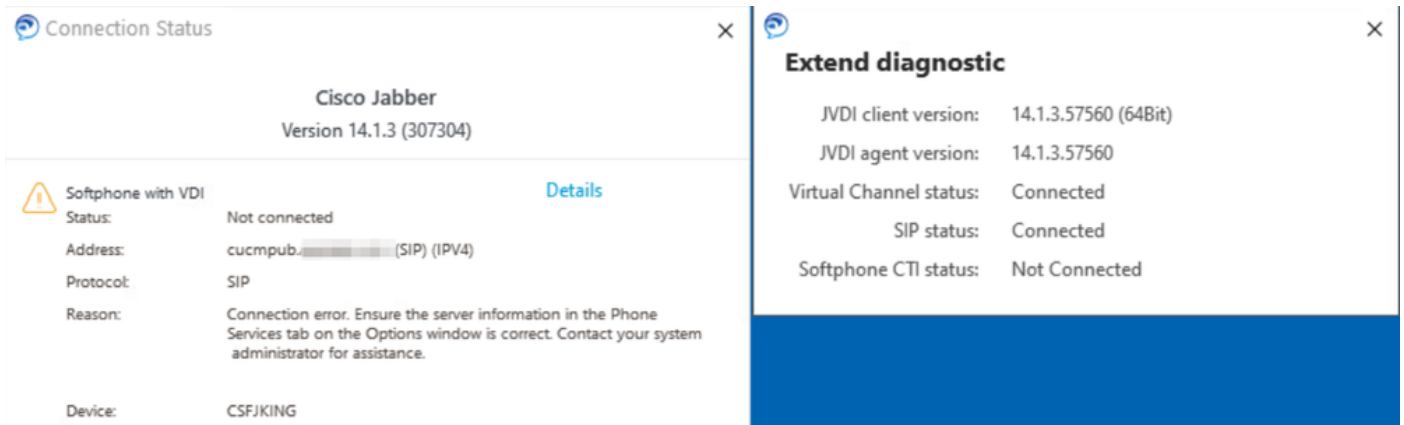 Connection Status
Cisco Jabber
Version 14.1.3 (307304)
Softphone with VDI
Details
Status: Not connected
Address: cucmpub. (SIP) (IPV4)
Protocol: SIP
Reason: Connection error. Ensure the server information in the Phone
Services tab on the Options window is correct. Contact your system
administrator for assistance.
Device: CSFJKING
Extend diagnostic
JVDI client version: 14.1.3.57560 (64Bit)
JVDI agent version: 14.1.3.57560
Virtual Channel status: Connected
SIP status: Connected
Softphone CTI status: Not Connected